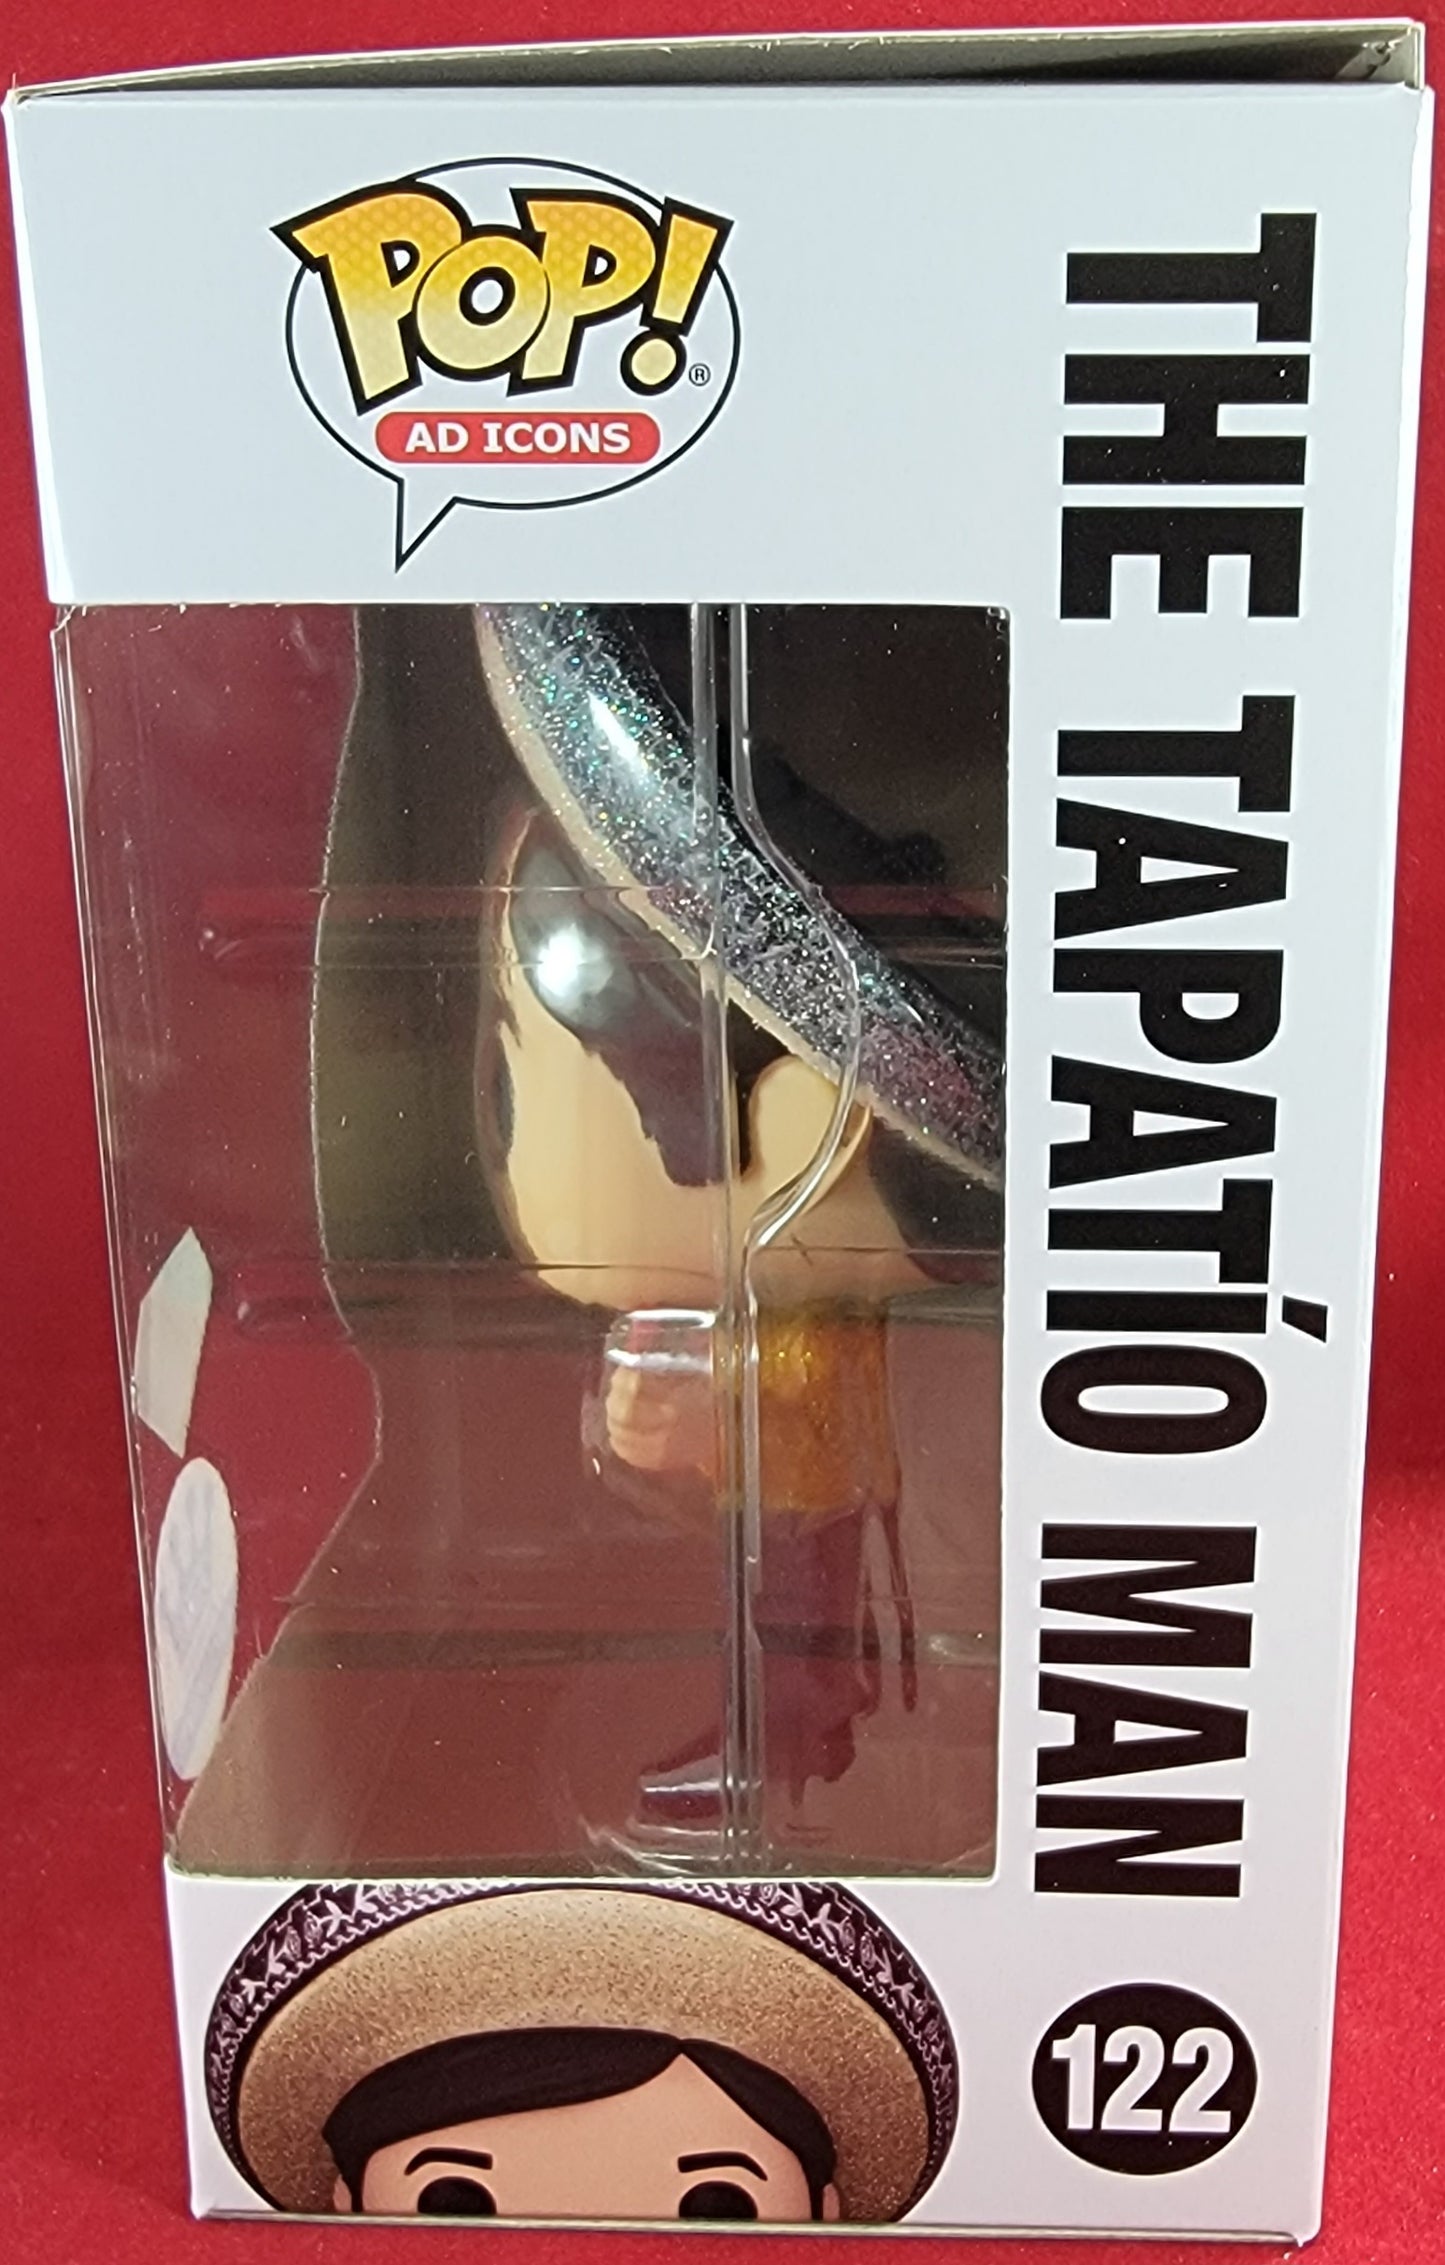 POP!®
AD ICONS
THE TAPATÍO MAN
122